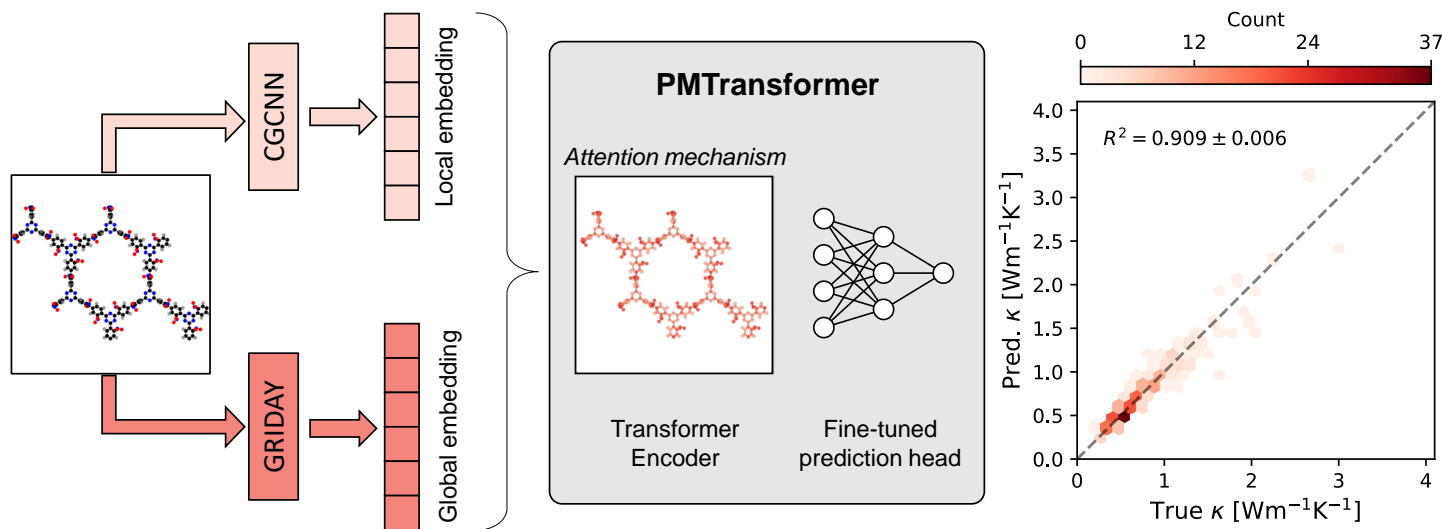 CGCNN
Local embedding
GRIDAY
Global embedding
PMTransformer
Attention mechanism
Transformer
Encoder
Fine-tuned
prediction head
Count
0 12 24 37
R² = 0.909 ± 0.006
Pred. κ [Wm⁻¹K⁻¹]
4.0
3.5
3.0
2.5
2.0
1.5
1.0
0.5
0.0
0 1 2 3 4
True κ [Wm⁻¹K⁻¹]